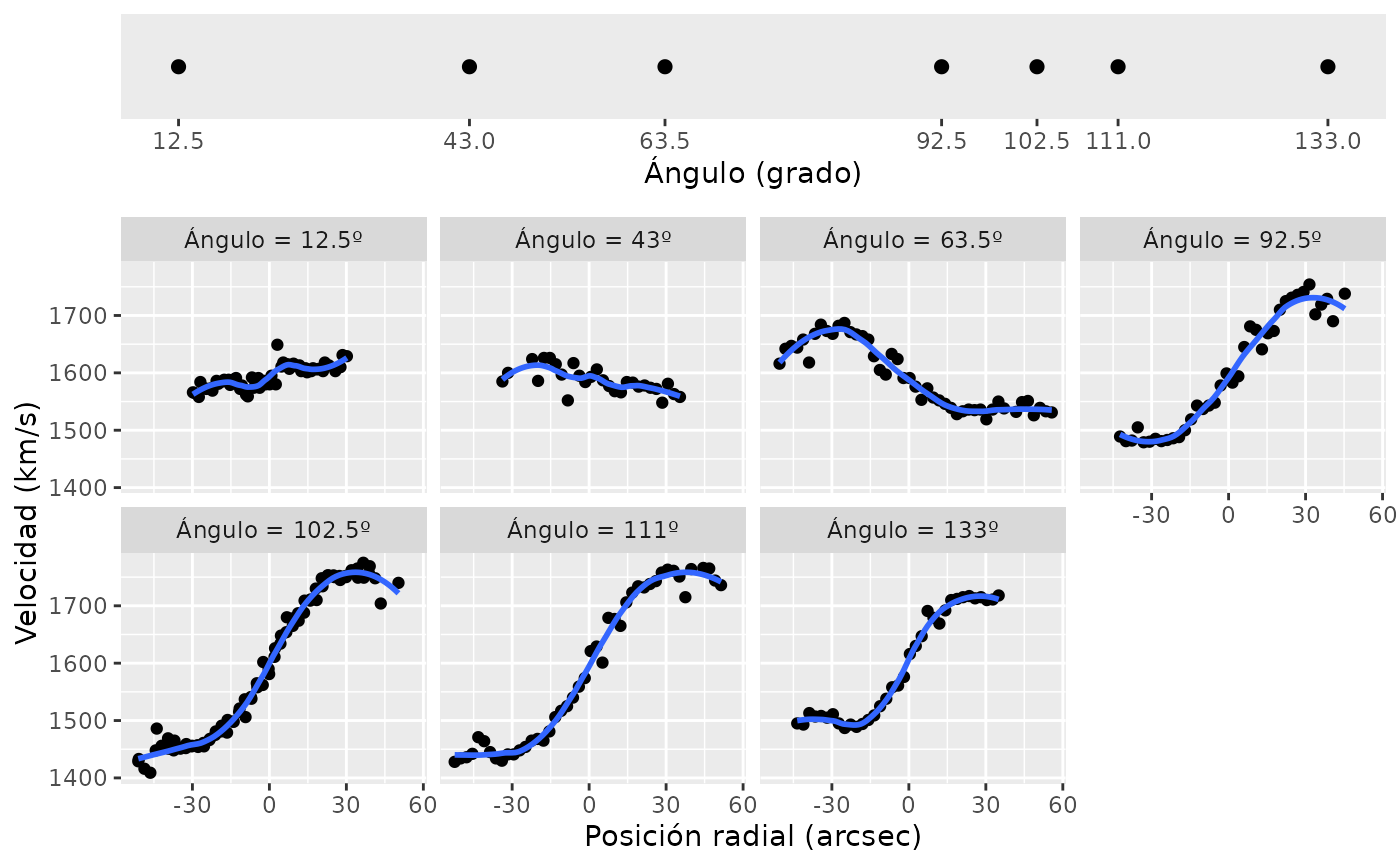 12.5 43.0 63.5 92.5 102.5 111.0 133.0
Ángulo (grado)
Ángulo = 12.5º Ángulo = 43º Ángulo = 63.5º Ángulo = 92.5º
1700
1600
1500
1400
-30 0 30 60
Ángulo = 102.5º Ángulo = 111º Ángulo = 133º
1700
1600
1500
1400
-30 0 30 60 -30 0 30 60 -30 0 30 60
Posición radial (arcsec)
Velocidad (km/s)